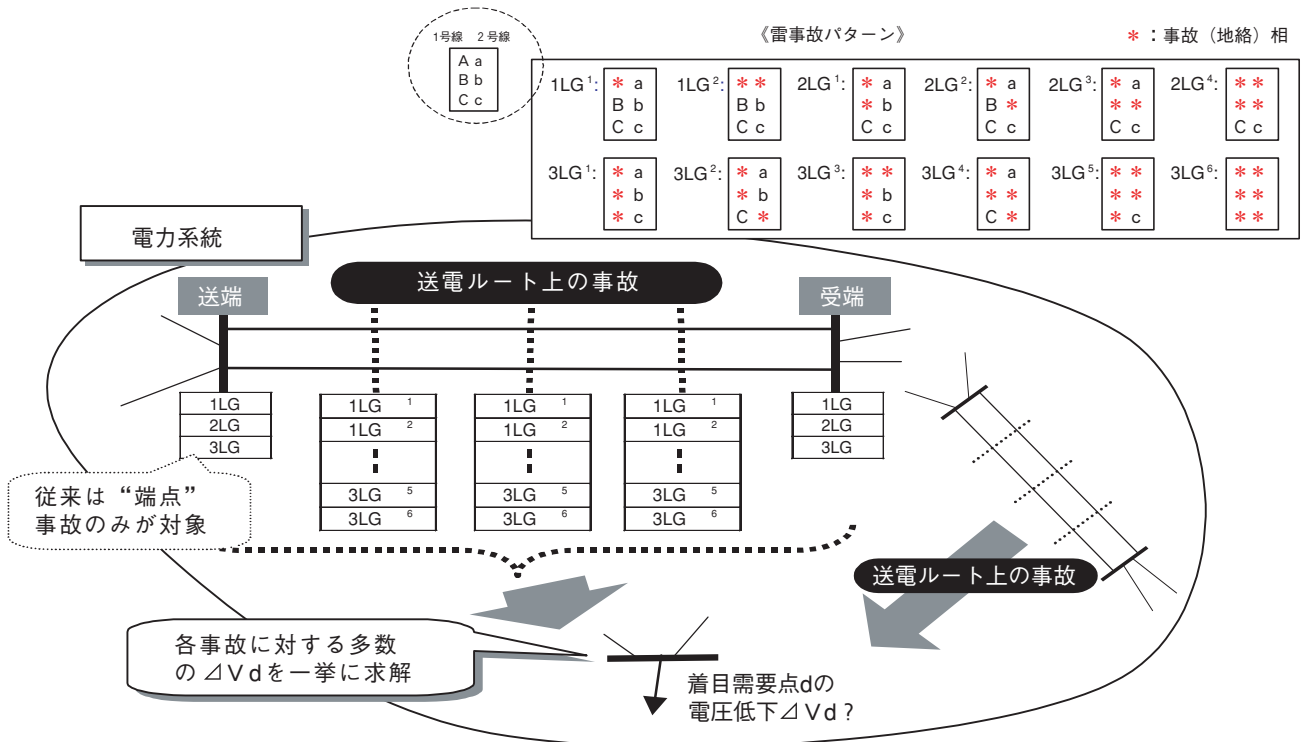 1号線 2号線
A a
B b
C c
《雷事故パターン》
*：事故（地絡）相
1LG¹: 1LG²: 2LG¹: 2LG²: 2LG³: 2LG⁴:
* a
B b
C c
* *
B b
C c
* a
* b
C c
* a
B *
C c
* a
* *
C c
* *
* *
C c
3LG¹: 3LG²: 3LG³: 3LG⁴: 3LG⁵: 3LG⁶:
* a
* b
* c
* a
* b
C *
* *
* b
* c
* a
* *
C *
* *
* *
* c
* *
* *
* *
電力系統
送端
送電ルート上の事故
受端
1LG
2LG
3LG
1LG ¹
1LG ²
3LG ⁵
3LG ⁶
1LG ¹
1LG ²
3LG ⁵
3LG ⁶
1LG ¹
1LG ²
3LG ⁵
3LG ⁶
1LG
2LG
3LG
従来は“端点”
事故のみが対象
送電ルート上の事故
各事故に対する多数
の⊿Vdを一挙に求解
着目需要点dの
電圧低下⊿Vd？